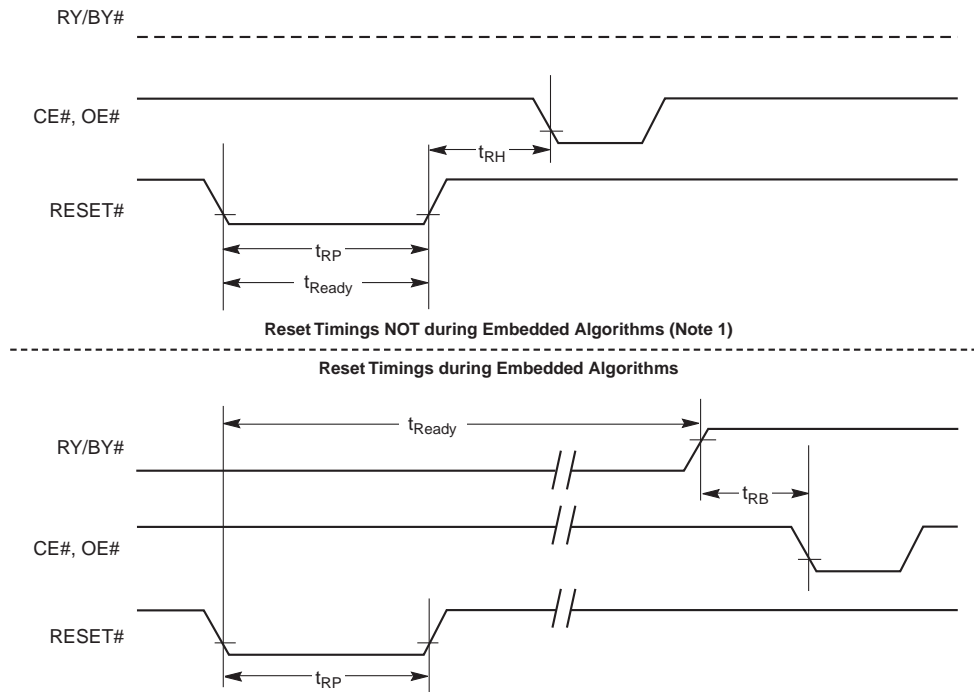 RY/BY#
CE#, OE#
tRH
RESET#
tRP
tReady
Reset Timings NOT during Embedded Algorithms (Note 1)
Reset Timings during Embedded Algorithms
tReady
RY/BY#
tRB
CE#, OE#
RESET#
tRP